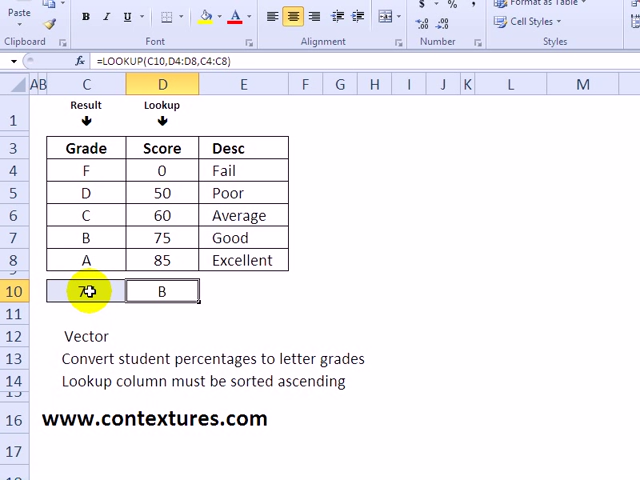 Paste
B I U
A
$ % ,
Format as Table
Cell Styles
Clipboard Font Alignment Number Styles
fx =LOOKUP(C10,D4:D8,C4:C8)
A B C D E F G H I J K L M
Result Lookup
1
3 Grade Score Desc
4 F 0 Fail
5 D 50 Poor
6 C 60 Average
7 B 75 Good
8 A 85 Excellent
9
10 B
11
12 Vector
13 Convert student percentages to letter grades
14 Lookup column must be sorted ascending
15
16 www.contextures.com
17